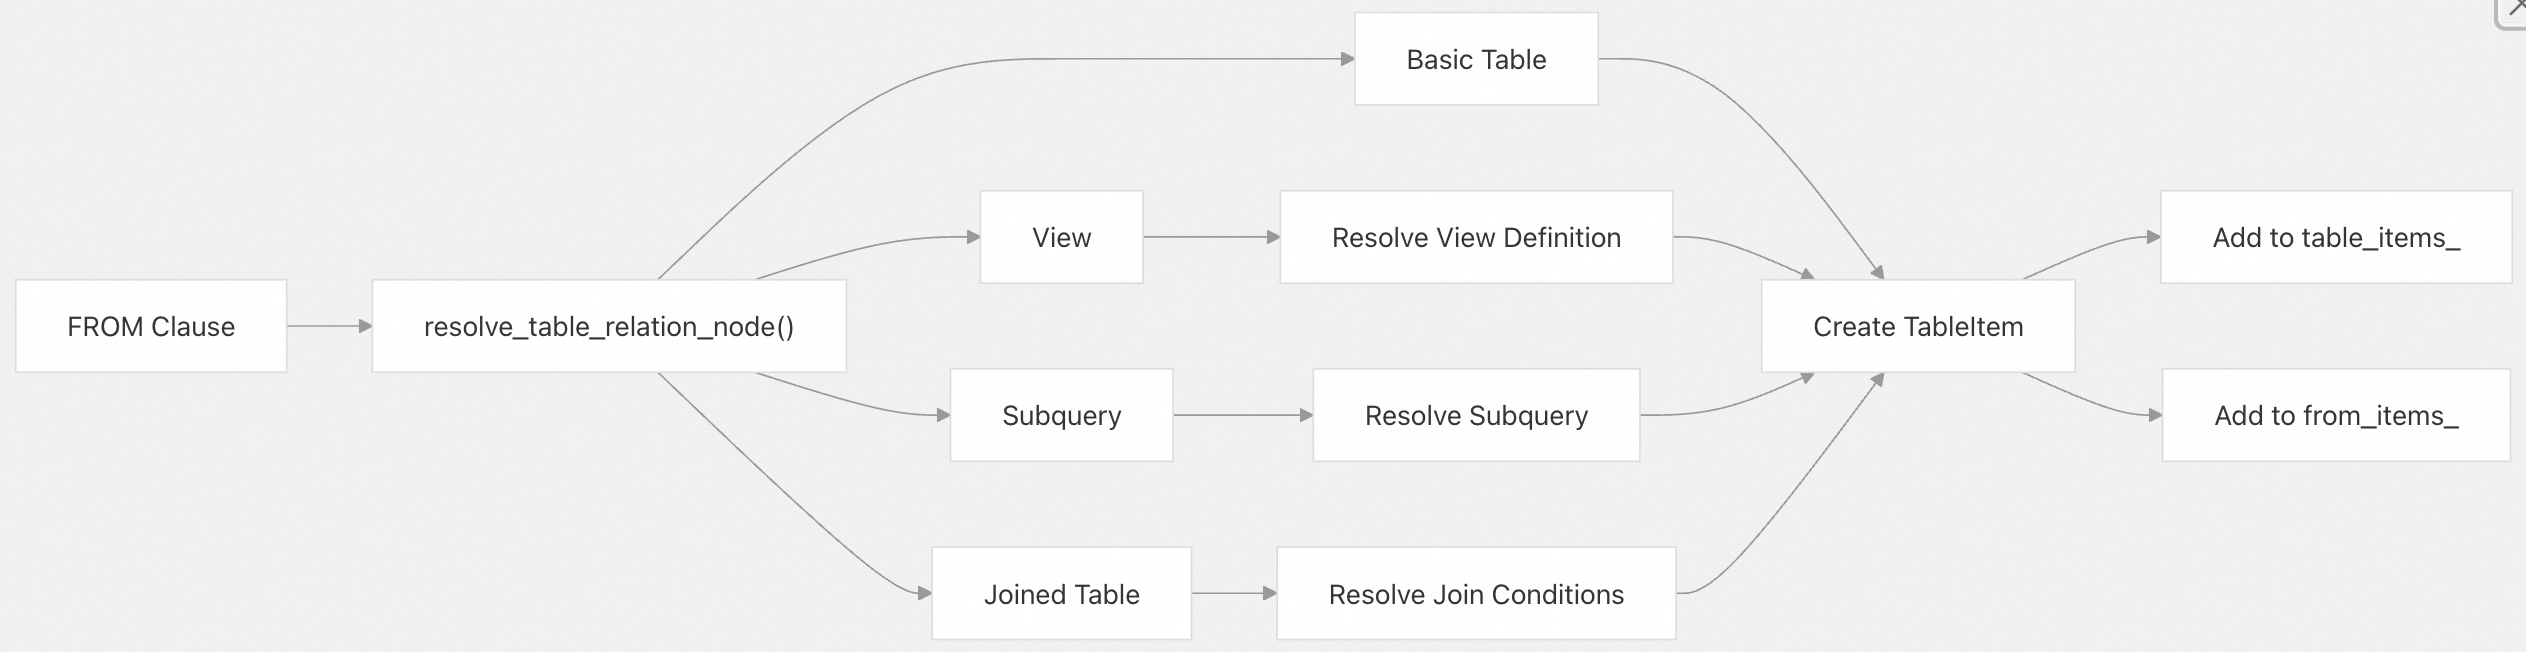 Basic Table
View
Resolve View Definition
Add to table_items_
FROM Clause
resolve_table_relation_node()
Create TableItem
Subquery
Resolve Subquery
Add to from_items_
Joined Table
Resolve Join Conditions